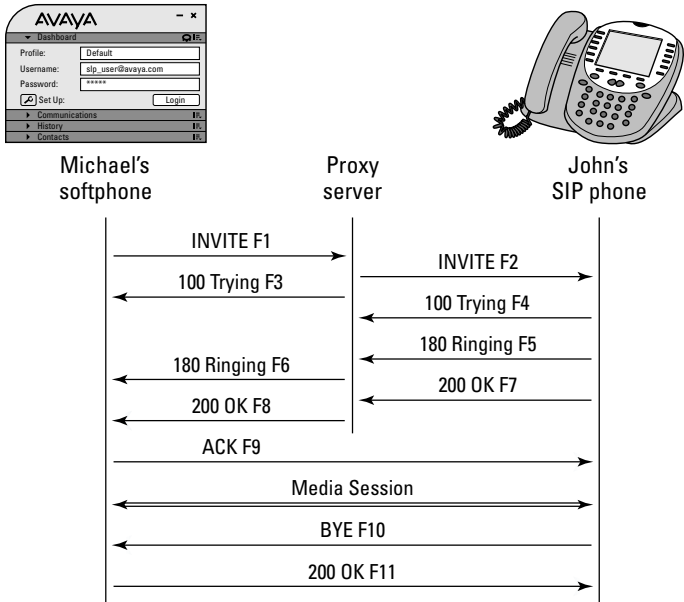 AVAYA
Dashboard
Profile: Default
Username: slp_user@avaya.com
Password: *****
Set Up: Login
Communications
History
Contacts
Michael's
softphone
Proxy
server
John's
SIP phone
INVITE F1
INVITE F2
100 Trying F3
100 Trying F4
180 Ringing F5
180 Ringing F6
200 OK F7
200 OK F8
ACK F9
Media Session
BYE F10
200 OK F11